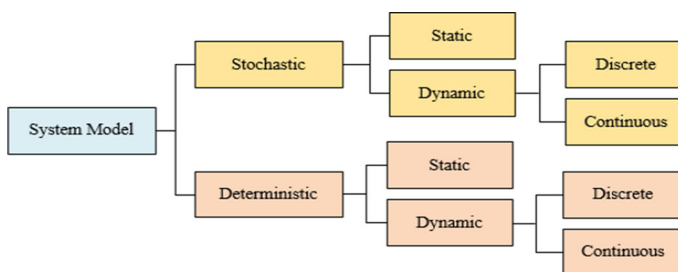 Static
Stochastic
Discrete
Dynamic
System Model
Continuous
Static
Deterministic
Discrete
Dynamic
Continuous